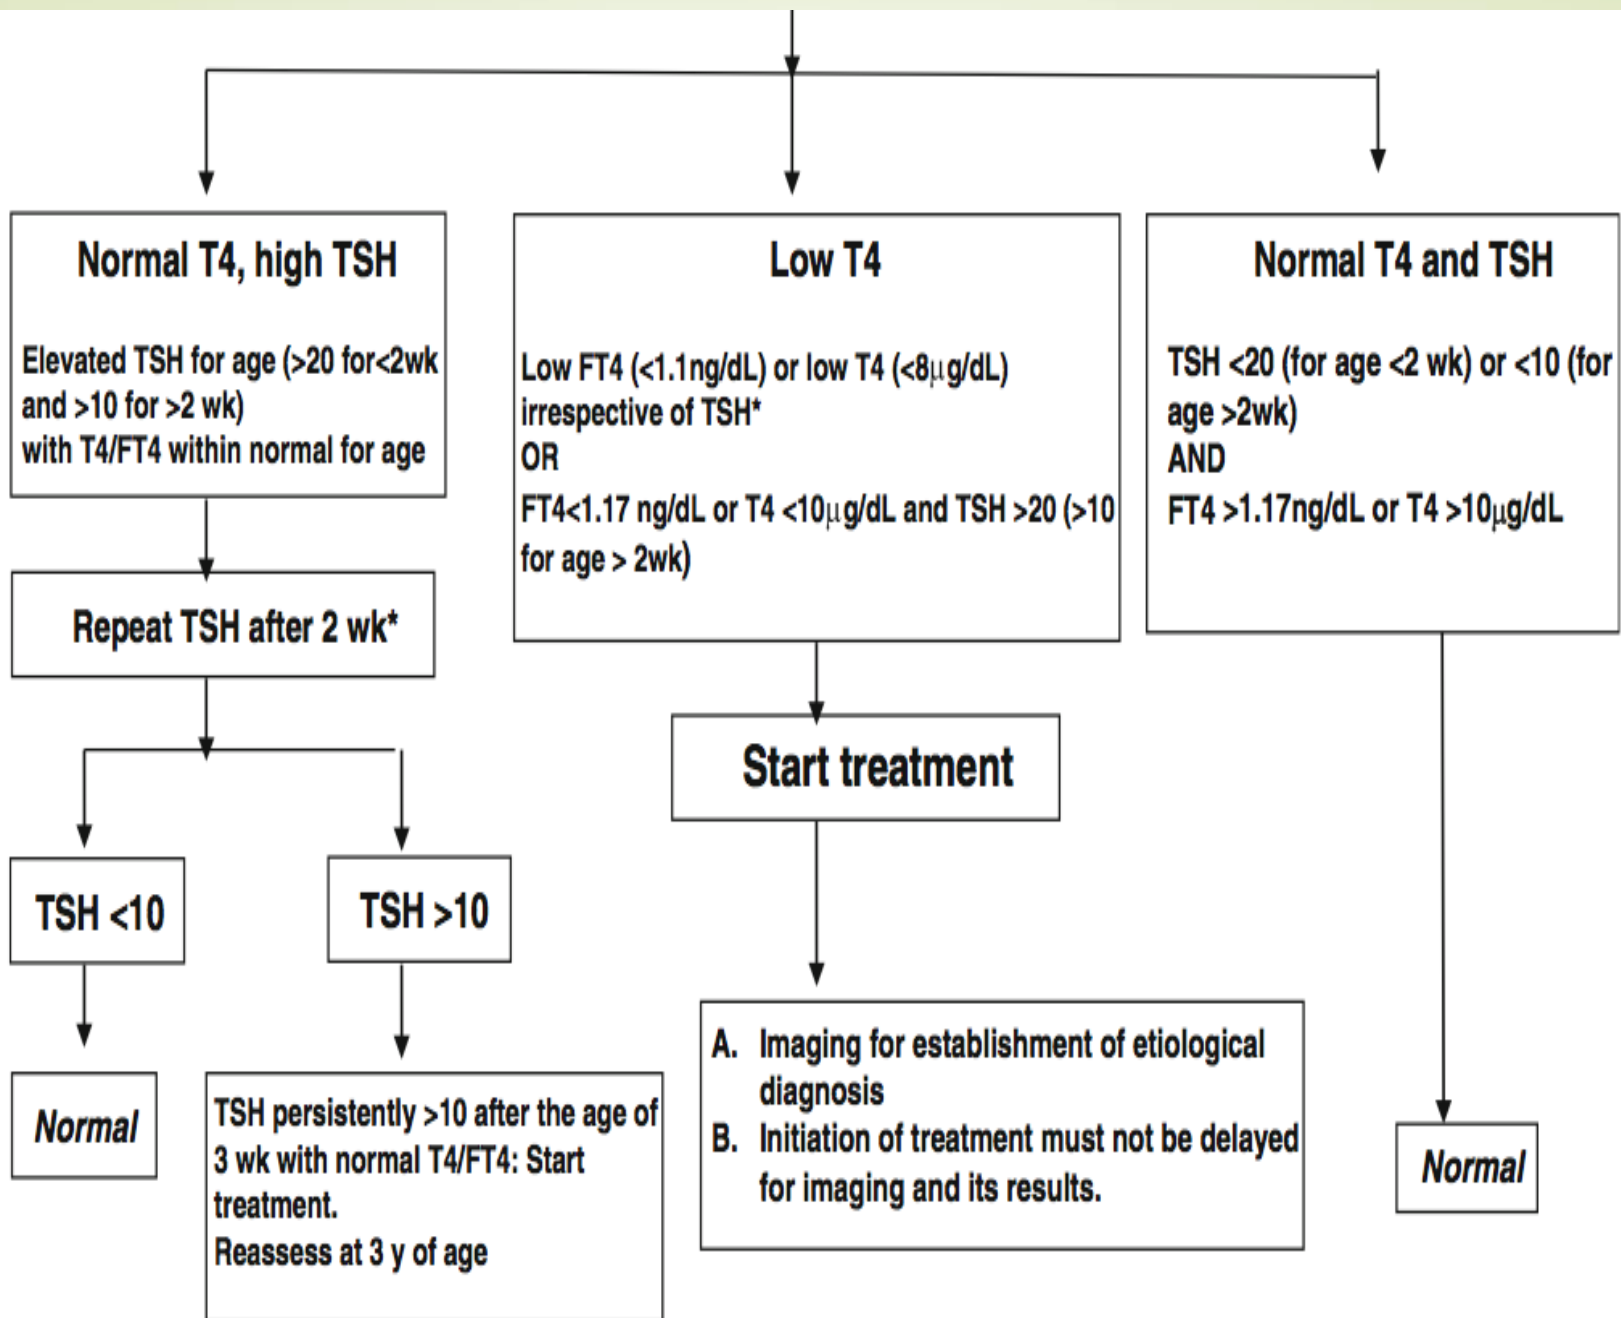 Normal T4, high TSH
Elevated TSH for age (>20 for<2wk
and >10 for >2 wk)
with T4/FT4 within normal for age
Low T4
Low FT4 (<1.1ng/dL) or low T4 (<8μg/dL)
irrespective of TSH*
OR
FT4<1.17 ng/dL or T4 <10μg/dL and TSH >20 (>10
for age > 2wk)
Normal T4 and TSH
TSH <20 (for age <2 wk) or <10 (for
age >2wk)
AND
FT4 >1.17ng/dL or T4 >10μg/dL
Repeat TSH after 2 wk*
Start treatment
TSH <10
TSH >10
Normal
TSH persistently >10 after the age of
3 wk with normal T4/FT4: Start
treatment.
Reassess at 3 y of age
A. Imaging for establishment of etiological
diagnosis
B. Initiation of treatment must not be delayed
for imaging and its results.
Normal